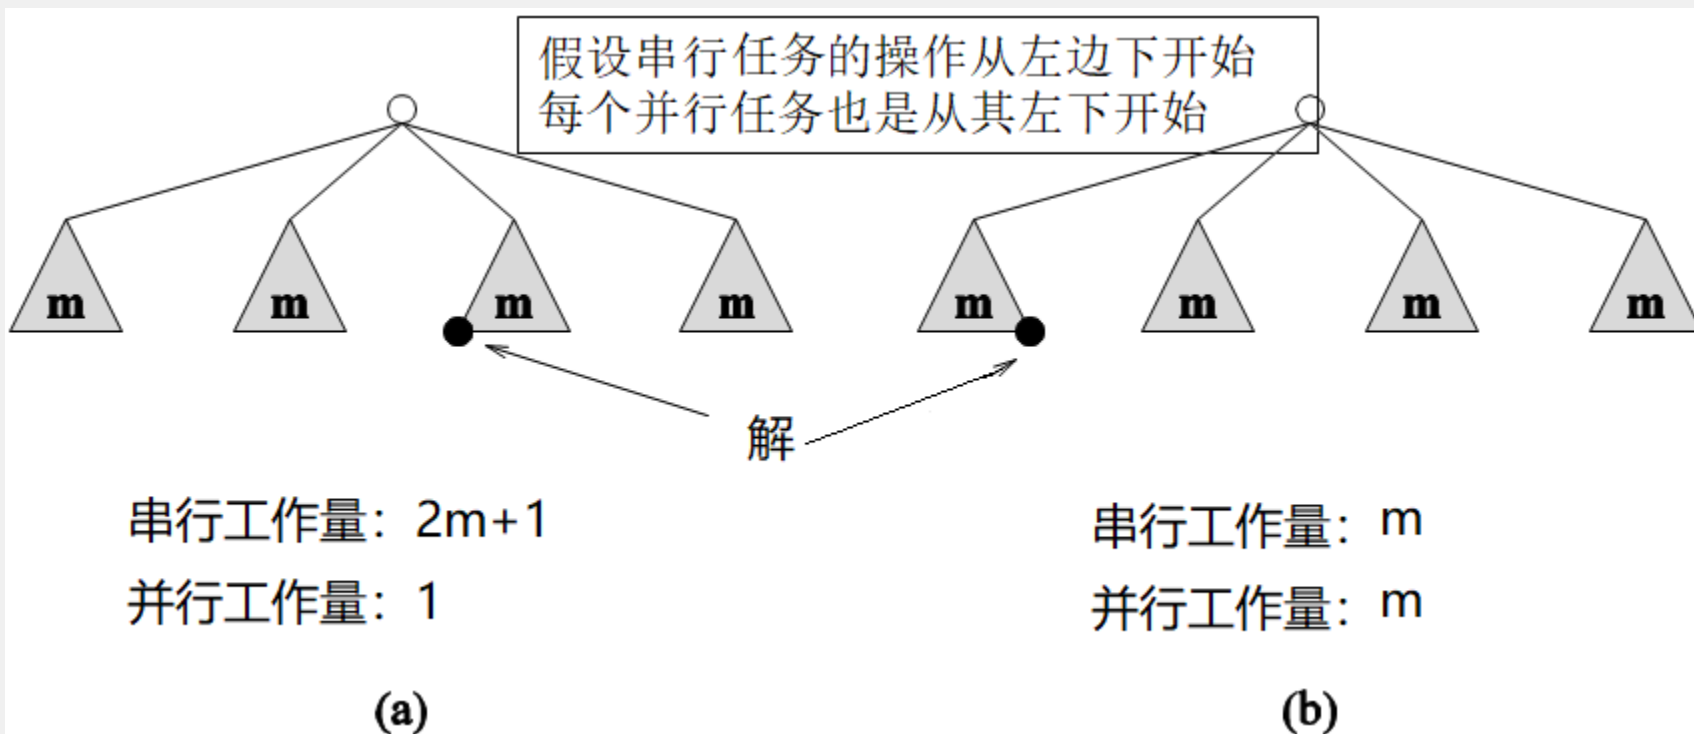 假设串行任务的操作从左边下开始
每个并行任务也是从其左下开始
m m m m m m m m
解
串行工作量：2m+1
并行工作量：1
(a)
串行工作量：m
并行工作量：m
(b)